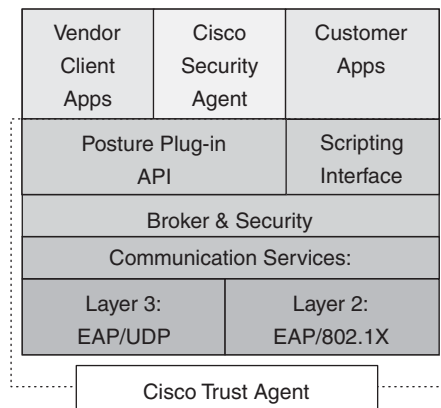 Vendor
Client
Apps
Cisco
Security
Agent
Customer
Apps
Posture Plug-in
API
Scripting
Interface
Broker & Security
Communication Services:
Layer 3:
EAP/UDP
Layer 2:
EAP/802.1X
Cisco Trust Agent